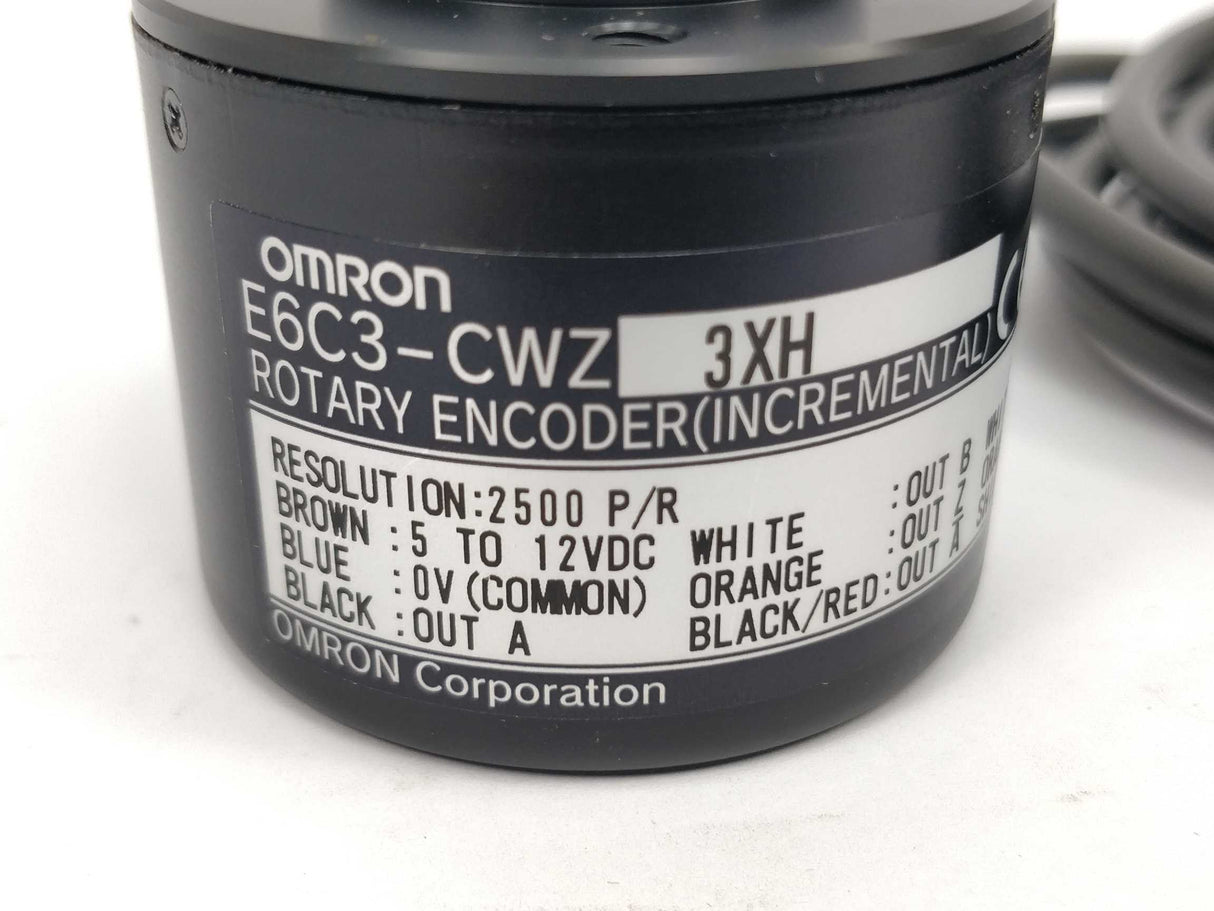 OMRON
E6C3-CWZ 3XH
ROTARY ENCODER(INCREMENTAL)
RESOLUTION:2500 P/R
BROWN :5 TO 12VDC WHITE :OUT B
BLUE :0V(COMMON) ORANGE :OUT Z
BLACK :OUT A BLACK/RED:OUT A̅
OMRON Corporation